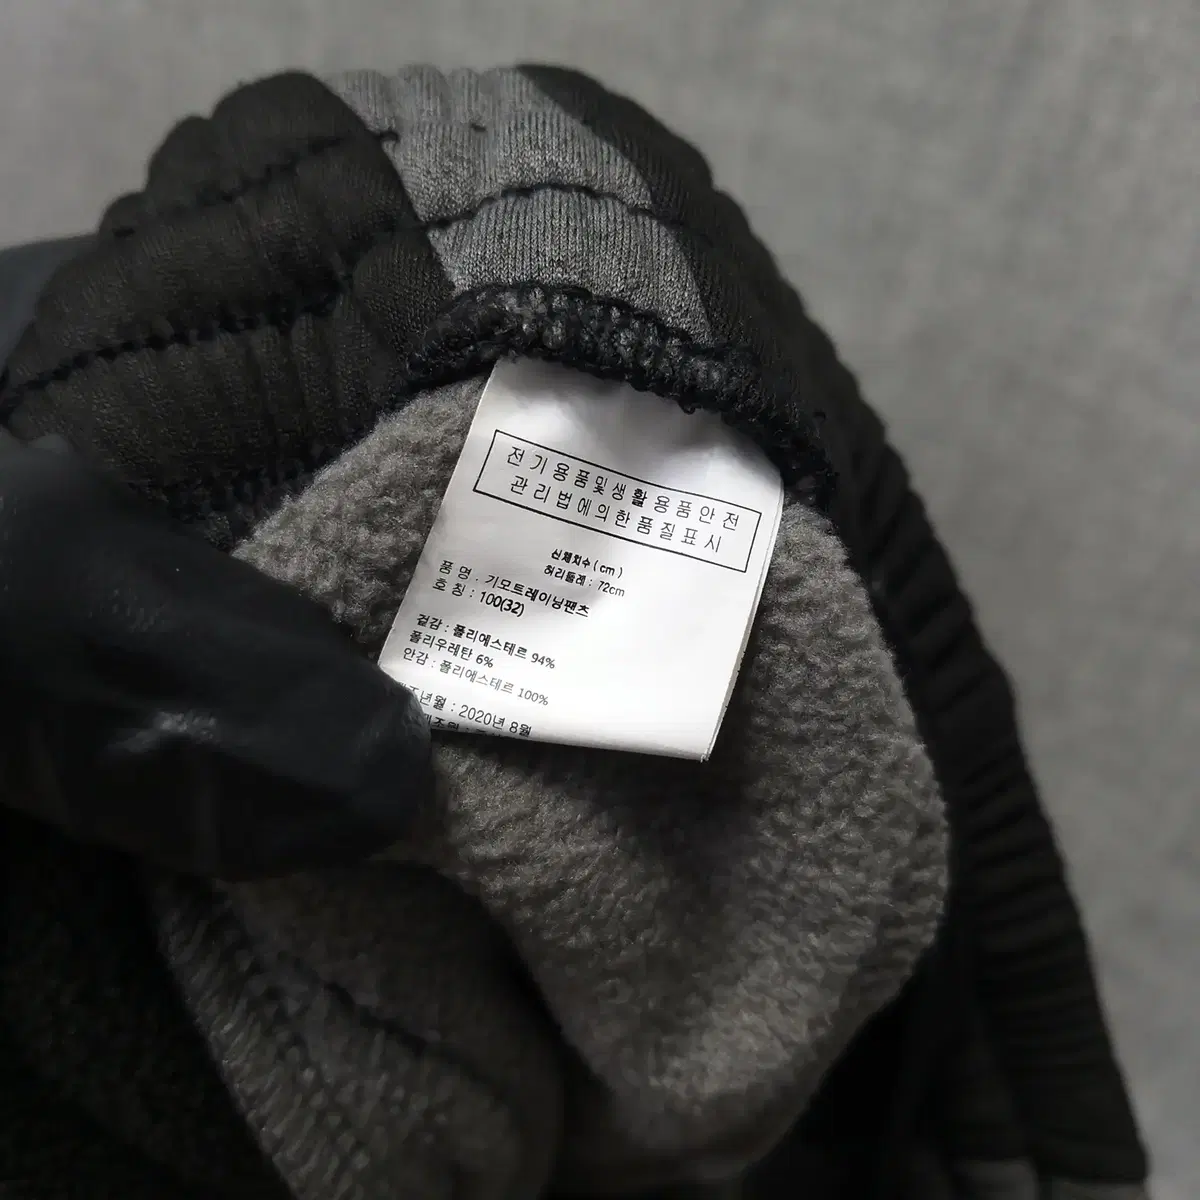 전기용품및생활용품안전
관리법에의한품질표시
신체치수(cm)
허리둘레 : 72cm
품 명 . 기모트레이닝팬츠
호 칭 : 100(32)
겉감 : 폴리에스테르 94%
폴리우레탄 6%
안감 : 폴리에스테르 100%
년월 : 2020년 8월